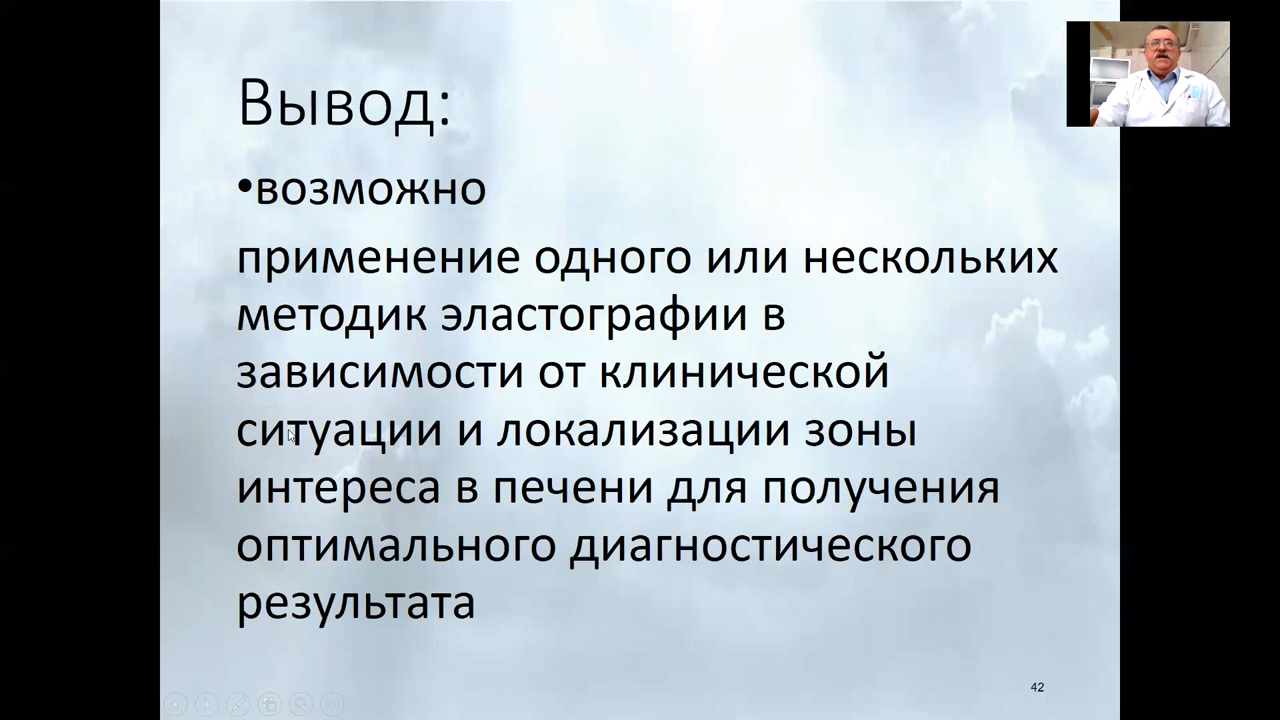 Вывод:
•возможно
применение одного или нескольких
методик эластографии в
зависимости от клинической
ситуации и локализации зоны
интереса в печени для получения
оптимального диагностического
результата
42